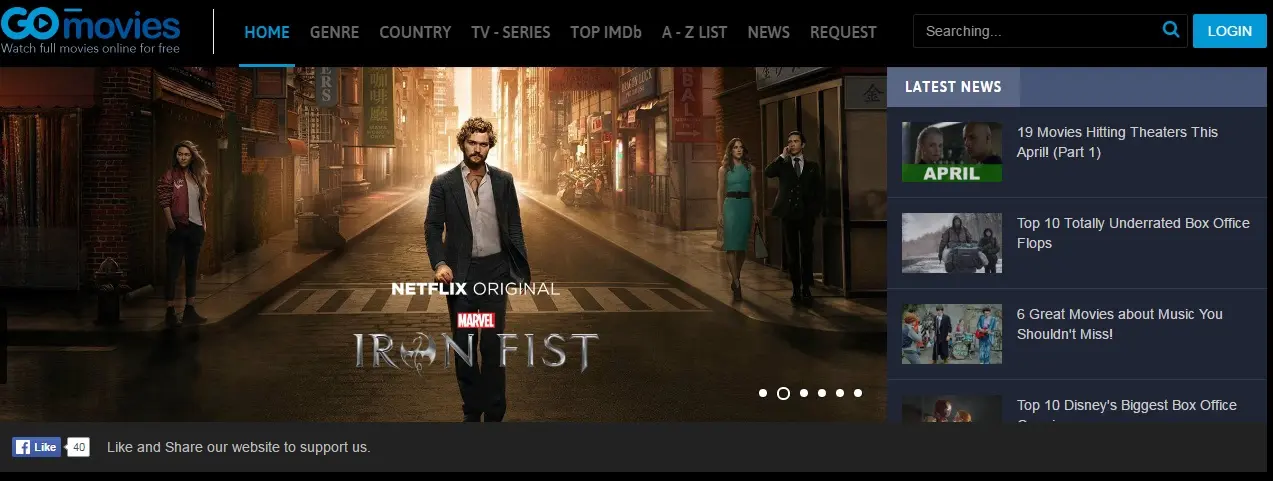 GOmovies
Watch full movies online for free
HOME
GENRE
COUNTRY
TV - SERIES
TOP IMDb
A - Z LIST
NEWS
REQUEST
Searching...
LOGIN
NETFLIX ORIGINAL
MARVEL
IRON FIST
LATEST NEWS
APRIL
19 Movies Hitting Theaters This
April! (Part 1)
Top 10 Totally Underrated Box Office
Flops
6 Great Movies about Music You
Shouldn't Miss!
Top 10 Disney's Biggest Box Office
Like
40
Like and Share our website to support us.